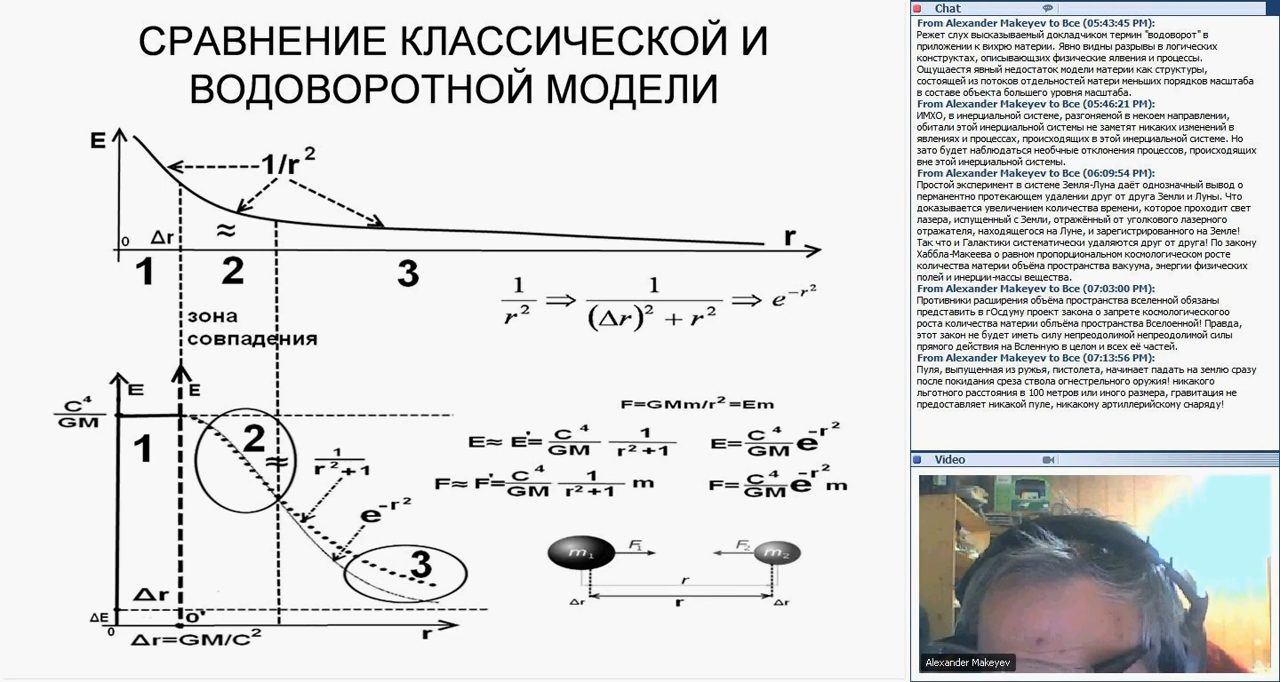 СРАВНЕНИЕ КЛАССИЧЕСКОЙ И
ВОДОВОРОТНОЙ МОДЕЛИ
E
1/r²
0
Δr
≈
r
1
2
3
1/r² ⇒ 1/((Δr)² + r²) ⇒ e^(-r²)
зона
совпадения
E
E
C⁴/GM
1
2
≈
1/(r²+1)
e^(-r²)
3
Δr
ΔE
0
O'
r
Δr=GM/C²
F=GMm/r²=Em
E≈ E'= C⁴/GM 1/(r²+1)
E= C⁴/GM e^(-r²)
F≈ F'= C⁴/GM 1/(r²+1) m
F= C⁴/GM e^(-r²) m
m₁
F₁
F₂
m₂
r
Δr
r
Δr
Chat
From Alexander Makeyev to Все (05:43:45 PM):
Режет слух высказываемый докладчиком термин "водоворот" в
приложении к вихрю материи. Явно видны разрывы в логических
конструктах, описывающзих физические ялвения и процессы.
Ощущаестя явный недостаток модели материи как структуры,
состоящей из потоков отдельностей матери меньших порядков масштаба
в составе объекта большего уровня масштаба.
From Alexander Makeyev to Все (05:46:21 PM):
ИМХО, в инерциальной системе, разгоняемой в некоем направлении,
обитали этой инерциальной системы не заметят никаких изменений в
явлениях и процессах, происходящих в этой инерциальной системе. Но
зато будет наблюдаться необчные отклонения процессов, происходящих
вне этой инерциальной системы.
From Alexander Makeyev to Все (06:09:54 PM):
Простой эксперимент в системе Земля-Луна даёт однозначный вывод о
перманентно протекающем удалении друг от друга Земли и Луны. Что
доказывается увеличением количества времени, которое проходит свет
лазера, испущенный с Земли, отражённый от уголкового лазерного
отражателя, находящегося на Луне, и зарегистрированного на Земле!
Так что и Галактики систематически удаляются друг от друга! По закону
Хаббла-Макеева о равном пропорциональном космологическом росте
количества материи объёма пространства вакуума, энергии физических
полей и инерции-массы вещества.
From Alexander Makeyev to Все (07:03:00 PM):
Противники расширения объёма пространства вселенной обязаны
представить в гОсдуму проект закона о запрете космологическогоо
роста количества материи облъёма пространства Вселоенной! Правда,
этот закон не будет иметь силу непреодолимой непреодолимой силы
прямого действия на Всленную в целом и всех её частей.
From Alexander Makeyev to Все (07:13:56 PM):
Пуля, выпущенная из ружья, пистолета, начинает падать на землю сразу
после покидания среза ствола огнестрельного оружия! никакого
льготного расстояния в 100 метров или иного размера, гравитация не
предоставляет никакой пуле, никакому артиллерийскому снаряду!
Video
Alexander Makeyev